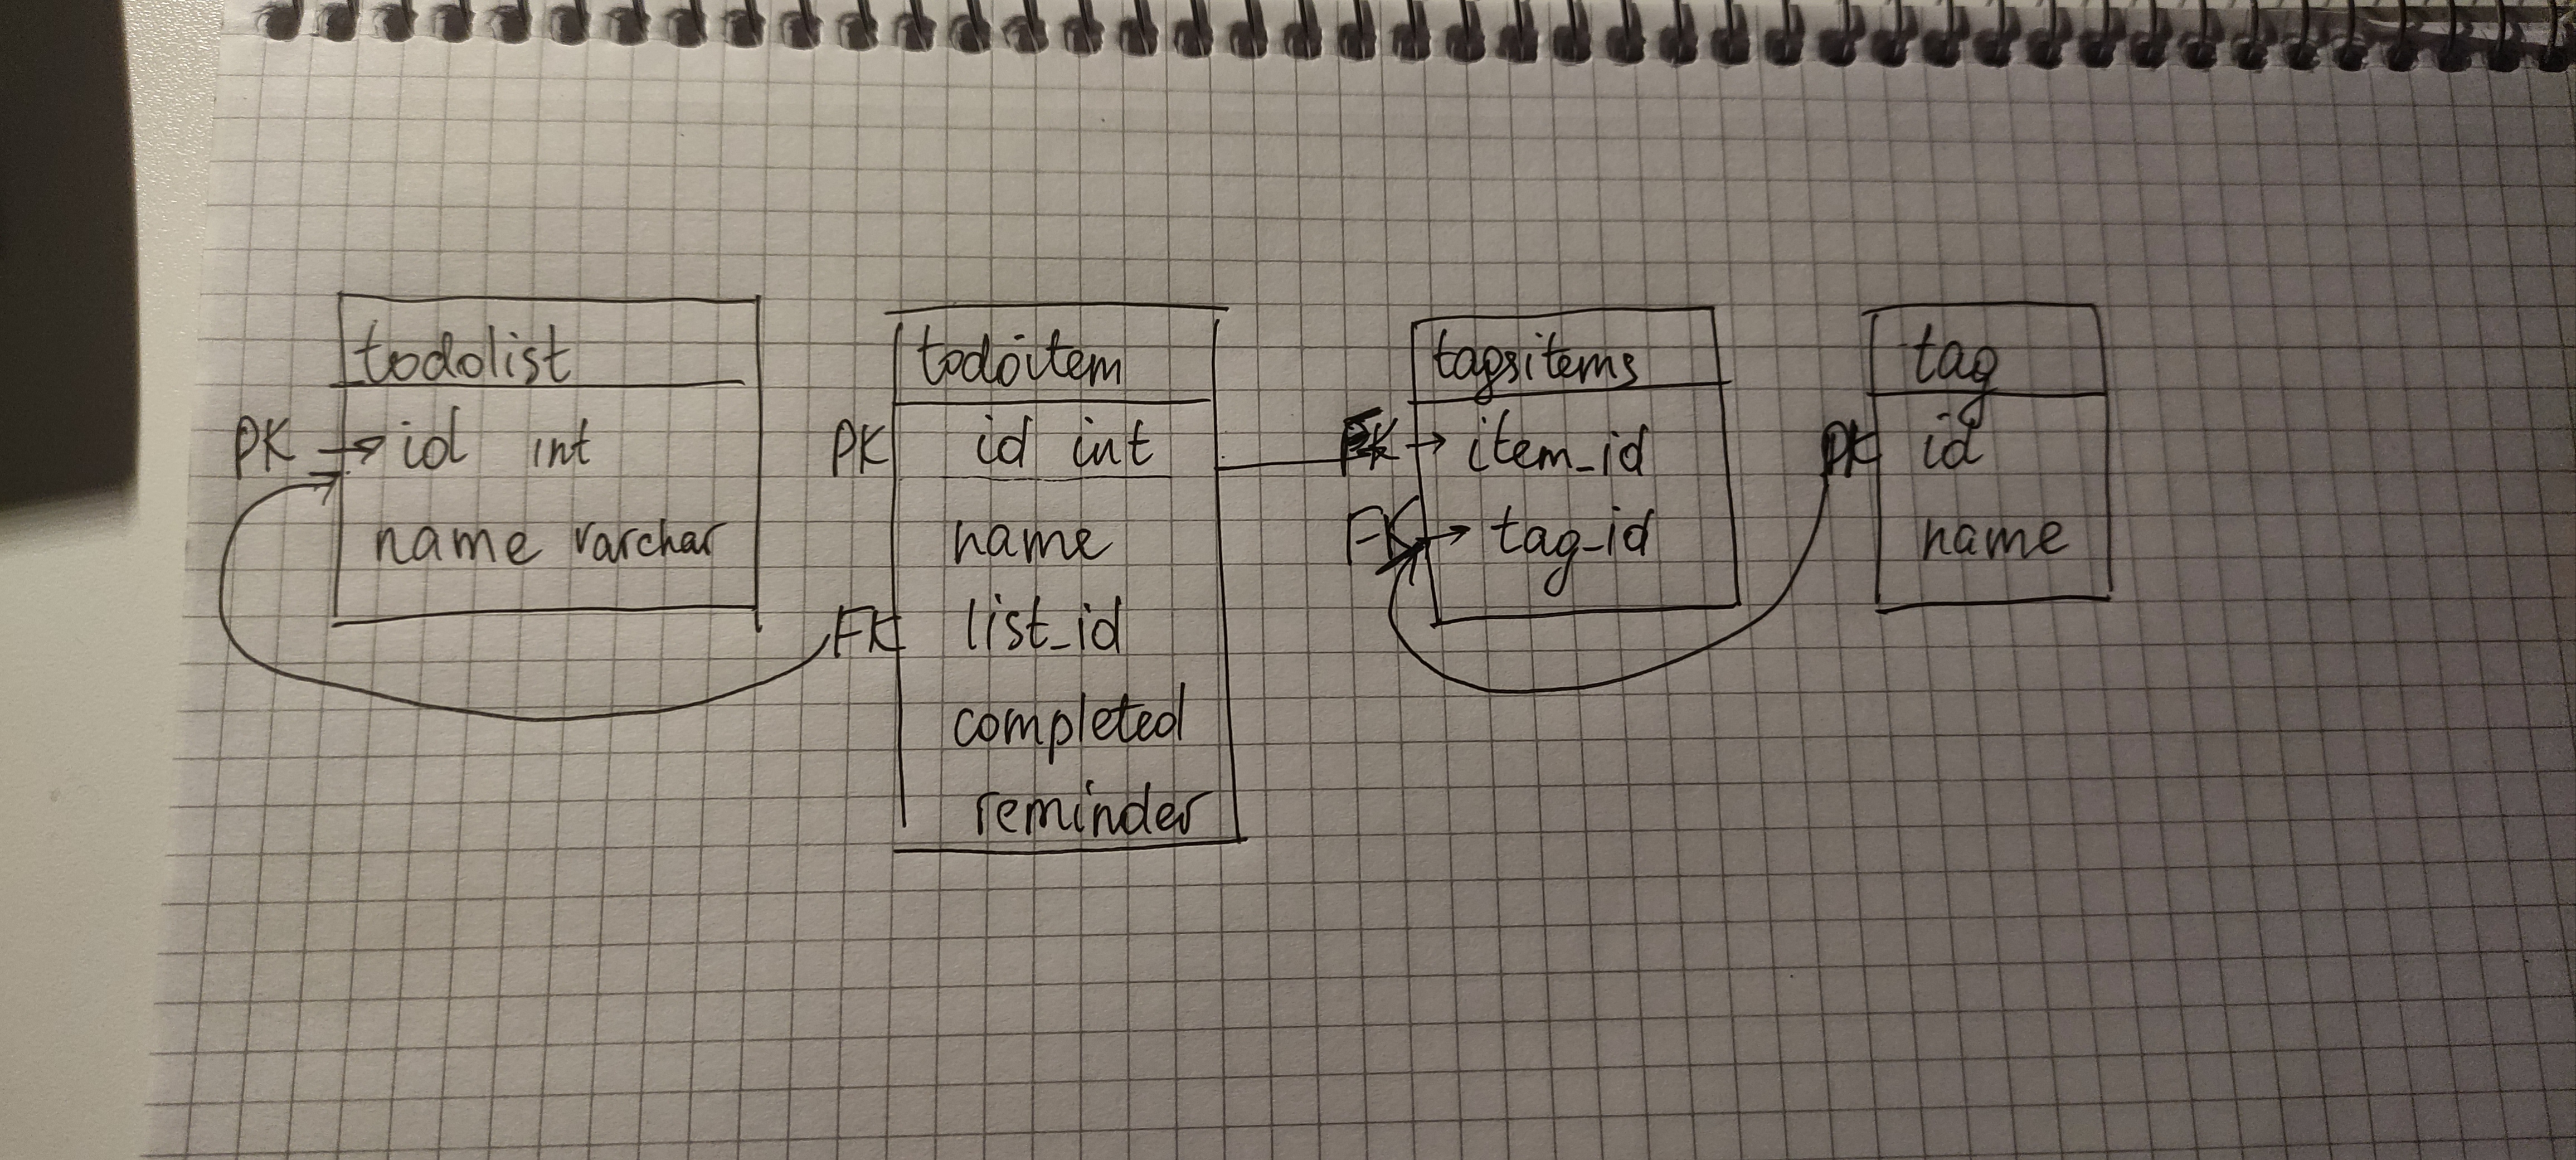 todolist
PK → id int
name varchar
todoitem
PK id int
name
FK list_id
completed
reminder
tagsitems
FK → item_id
FK → tag_id
tag
PK id
name